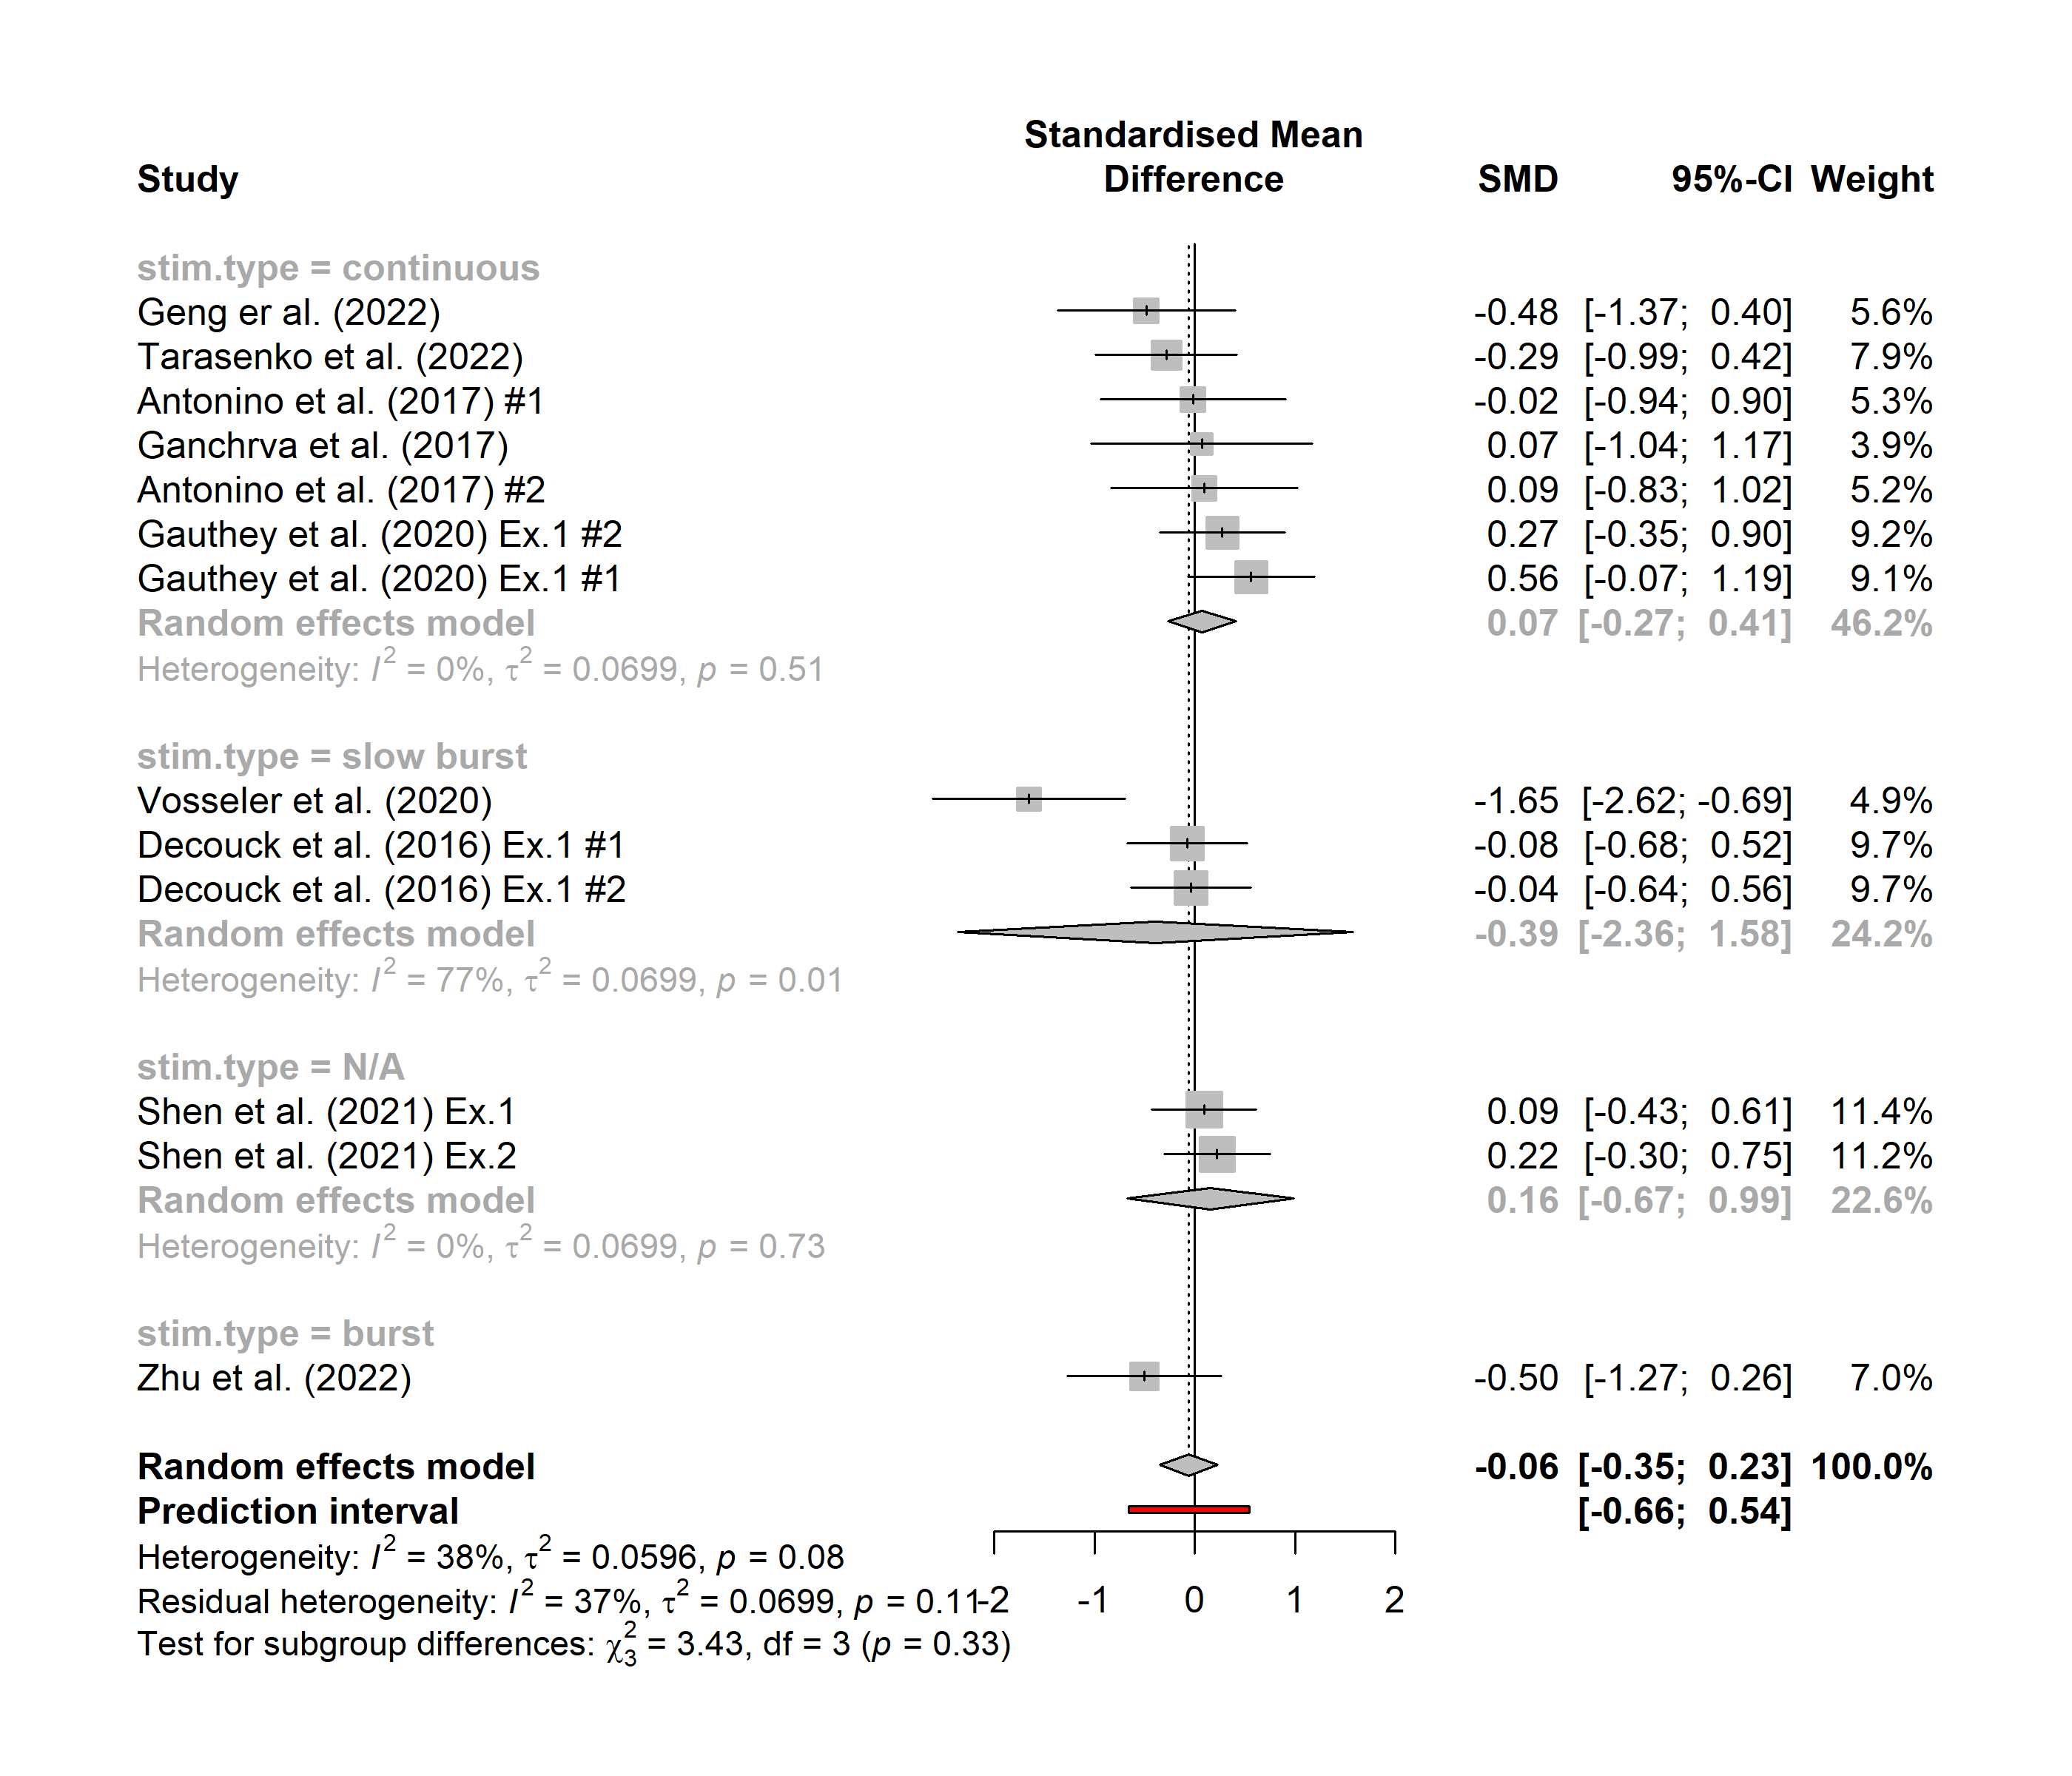 Standardised Mean
Study Difference SMD 95%-CI Weight
stim.type = continuous
Geng er al. (2022) -0.48 [-1.37; 0.40] 5.6%
Tarasenko et al. (2022) -0.29 [-0.99; 0.42] 7.9%
Antonino et al. (2017) #1 -0.02 [-0.94; 0.90] 5.3%
Ganchrva et al. (2017) 0.07 [-1.04; 1.17] 3.9%
Antonino et al. (2017) #2 0.09 [-0.83; 1.02] 5.2%
Gauthey et al. (2020) Ex.1 #2 0.27 [-0.35; 0.90] 9.2%
Gauthey et al. (2020) Ex.1 #1 0.56 [-0.07; 1.19] 9.1%
Random effects model 0.07 [-0.27; 0.41] 46.2%
Heterogeneity: I² = 0%, τ² = 0.0699, p = 0.51
stim.type = slow burst
Vosseler et al. (2020) -1.65 [-2.62; -0.69] 4.9%
Decouck et al. (2016) Ex.1 #1 -0.08 [-0.68; 0.52] 9.7%
Decouck et al. (2016) Ex.1 #2 -0.04 [-0.64; 0.56] 9.7%
Random effects model -0.39 [-2.36; 1.58] 24.2%
Heterogeneity: I² = 77%, τ² = 0.0699, p = 0.01
stim.type = N/A
Shen et al. (2021) Ex.1 0.09 [-0.43; 0.61] 11.4%
Shen et al. (2021) Ex.2 0.22 [-0.30; 0.75] 11.2%
Random effects model 0.16 [-0.67; 0.99] 22.6%
Heterogeneity: I² = 0%, τ² = 0.0699, p = 0.73
stim.type = burst
Zhu et al. (2022) -0.50 [-1.27; 0.26] 7.0%
Random effects model -0.06 [-0.35; 0.23] 100.0%
Prediction interval [-0.66; 0.54]
Heterogeneity: I² = 38%, τ² = 0.0596, p = 0.08
Residual heterogeneity: I² = 37%, τ² = 0.0699, p = 0.11 -2 -1 0 1 2
Test for subgroup differences: χ²₃ = 3.43, df = 3 (p = 0.33)